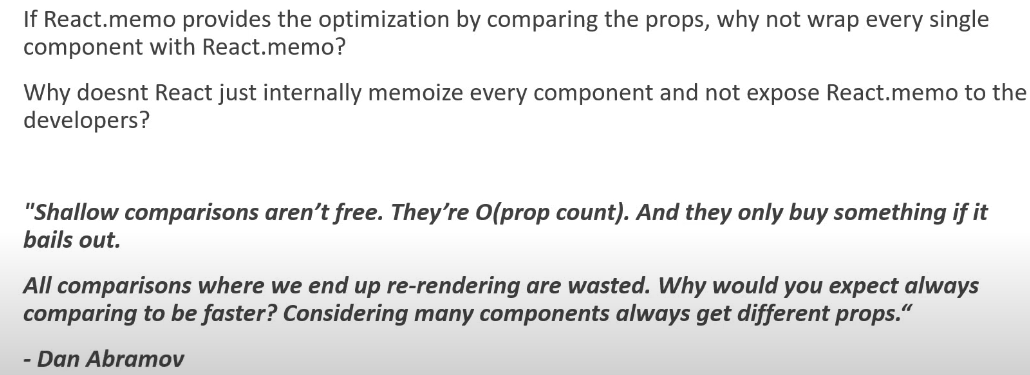 If React.memo provides the optimization by comparing the props, why not wrap every single
component with React.memo?
Why doesnt React just internally memoize every component and not expose React.memo to the
developers?
"Shallow comparisons aren’t free. They’re O(prop count). And they only buy something if it
bails out.
All comparisons where we end up re-rendering are wasted. Why would you expect always
comparing to be faster? Considering many components always get different props.“
- Dan Abramov